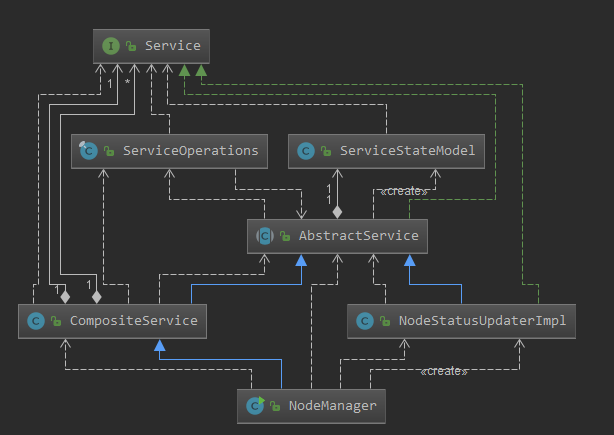 I Service
1 *
C ServiceOperations
C ServiceStateModel
1
1
«create»
C AbstractService
1 1
C CompositeService
C NodeStatusUpdaterImpl
«create»
C NodeManager